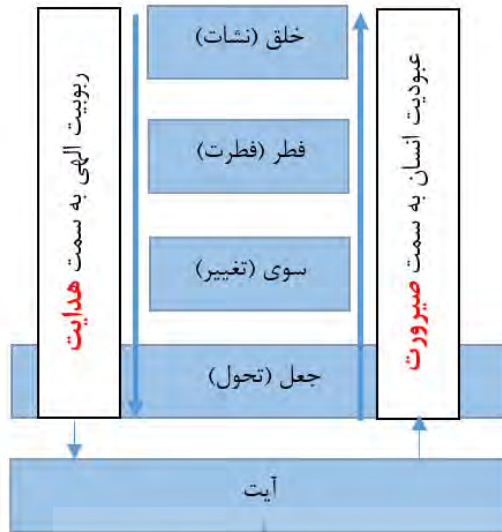 خلق (نشات)
فطر (فطرت)
سوی (تغییر)
جعل (تحول)
آیت
عبودیت انسان به سمت صیرورت
ربوبیت الهی به سمت هدایت